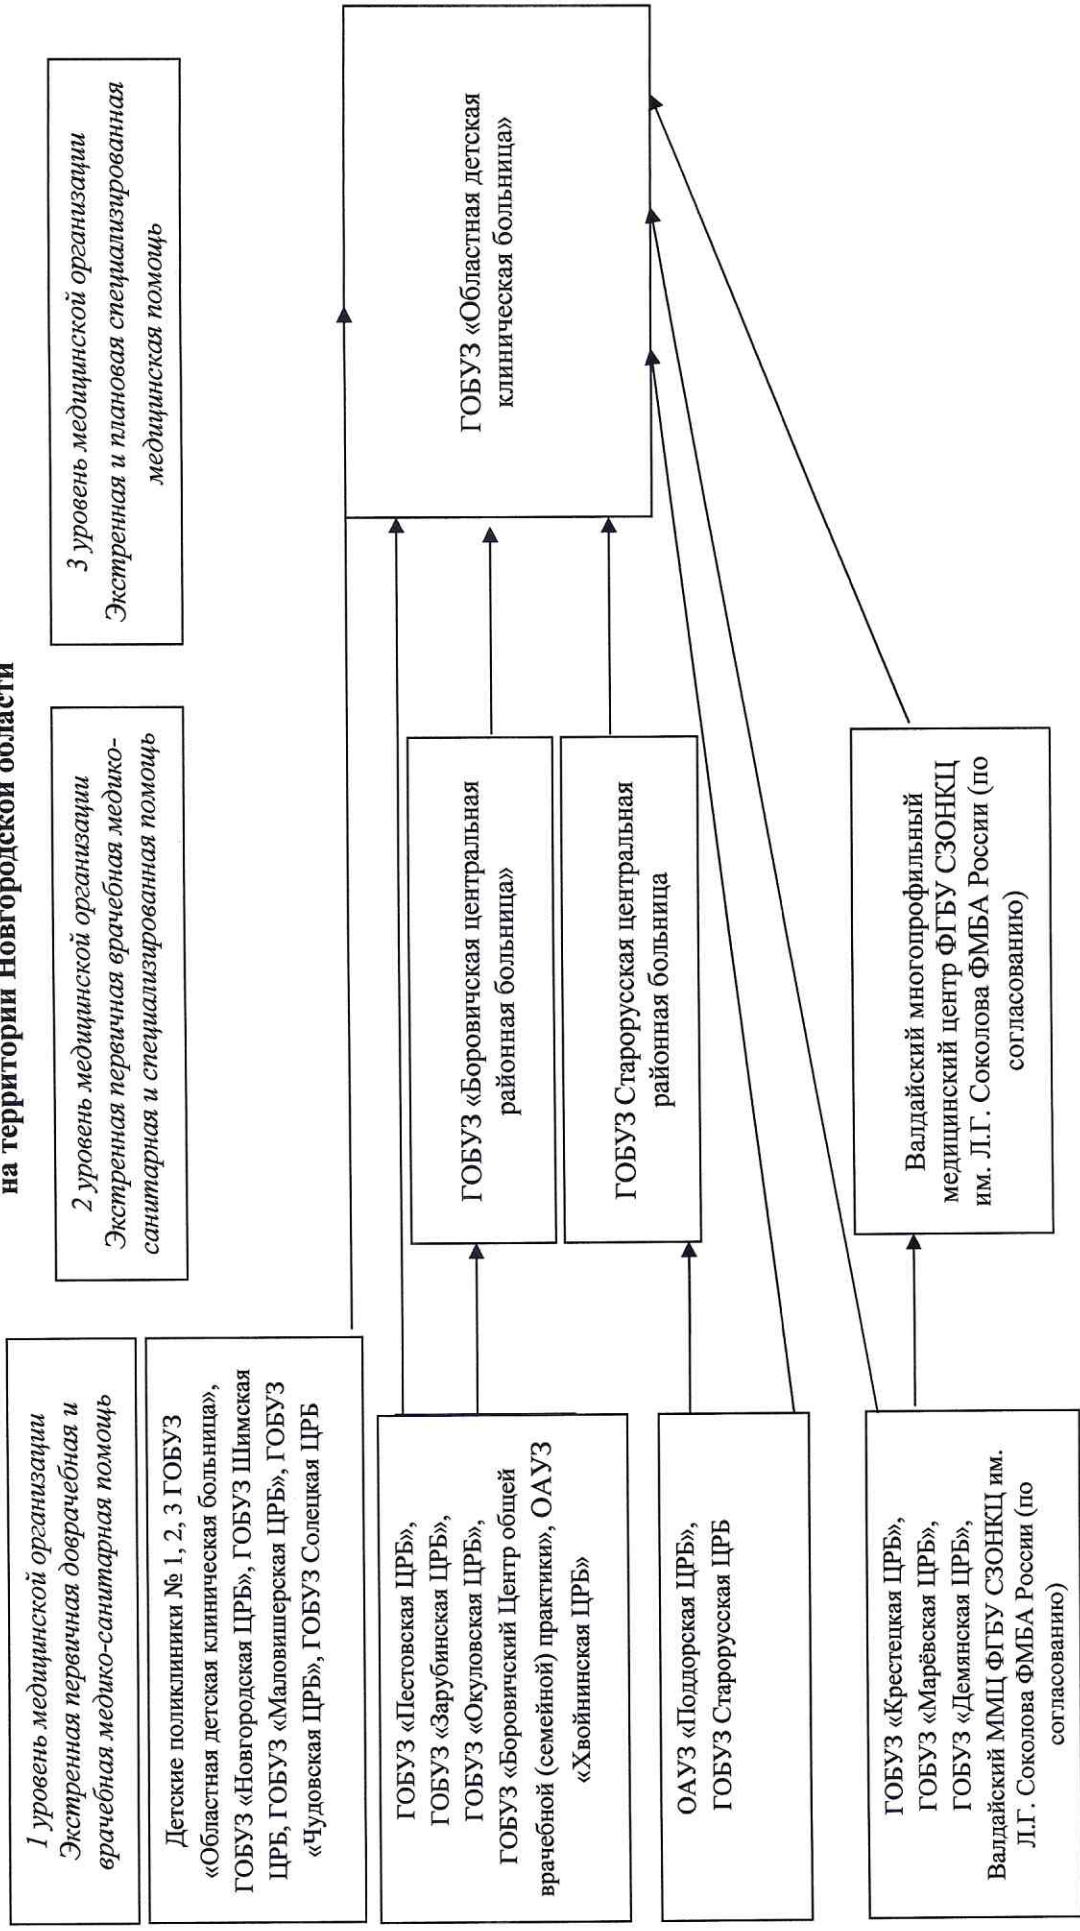 на территории Новгородской области
1 уровень медицинской организации
Экстренная первичная доврачебная и
врачебная медико-санитарная помощь
2 уровень медицинской организации
Экстренная первичная врачебная медико-
санитарная и специализированная помощь
3 уровень медицинской организации
Экстренная и плановая специализированная
медицинская помощь
Детские поликлиники № 1, 2, 3 ГОБУЗ
«Областная детская клиническая больница»,
ГОБУЗ «Новгородская ЦРБ», ГОБУЗ Шимская
ЦРБ, ГОБУЗ «Маловишерская ЦРБ», ГОБУЗ
«Чудовская ЦРБ», ГОБУЗ Солецкая ЦРБ
ГОБУЗ «Пестовская ЦРБ»,
ГОБУЗ «Зарубинская ЦРБ»,
ГОБУЗ «Окуловская ЦРБ»,
ГОБУЗ «Боровичский Центр общей
врачебной (семейной) практики», ОАУЗ
«Хвойнинская ЦРБ»
ОАУЗ «Поддорская ЦРБ»,
ГОБУЗ Старорусская ЦРБ
ГОБУЗ «Крестецкая ЦРБ»,
ГОБУЗ «Марёвская ЦРБ»,
ГОБУЗ «Демянская ЦРБ»,
Валдайский ММЦ ФГБУ СЗОНКЦ им.
Л.Г. Соколова ФМБА России (по
согласованию)
ГОБУЗ «Боровичская центральная
районная больница»
ГОБУЗ Старорусская центральная
районная больница
Валдайский многопрофильный
медицинский центр ФГБУ СЗОНКЦ
им. Л.Г. Соколова ФМБА России (по
согласованию)
ГОБУЗ «Областная детская
клиническая больница»